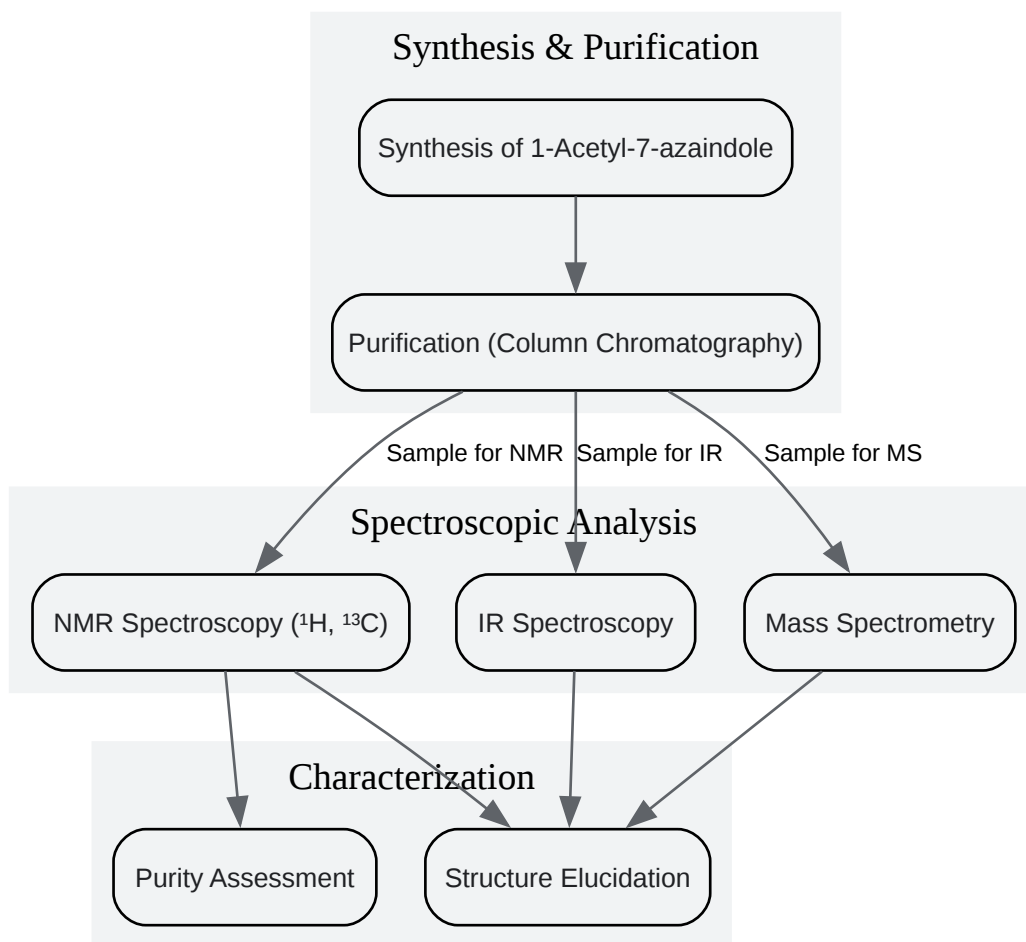 Synthesis & Purification
Synthesis of 1-Acetyl-7-azaindole
Purification (Column Chromatography)
Sample for NMR
Sample for IR
Sample for MS
Spectroscopic Analysis
NMR Spectroscopy (¹H, ¹³C)
IR Spectroscopy
Mass Spectrometry
Characterization
Purity Assessment
Structure Elucidation